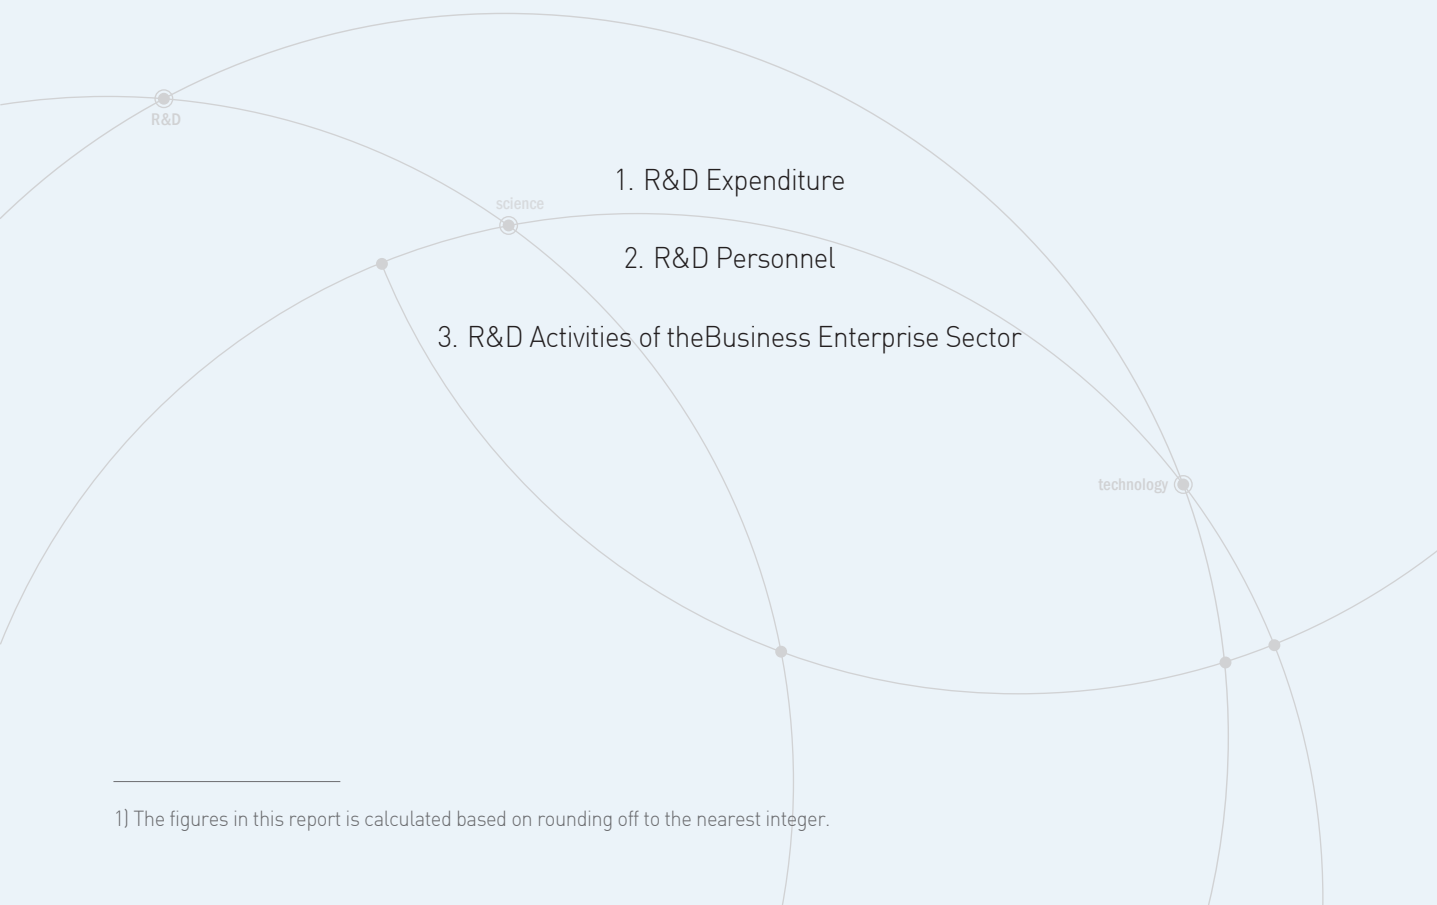 R&D
1. R&D Expenditure
science
2. R&D Personnel
3. R&D Activities of theBusiness Enterprise Sector
technology
1) The figures in this report is calculated based on rounding off to the nearest integer.